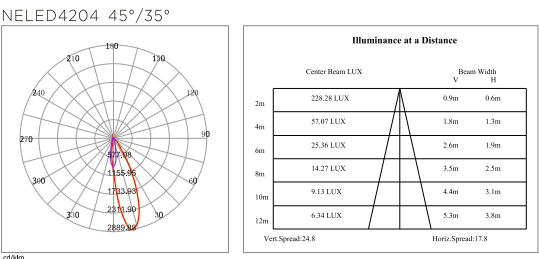 NELED4204 45°/35°
180
210
150
240
120
270
90
300
60
330
30
577.98
1155.95
1733.93
2311.90
2889.88
cd/klm
Illuminance at a Distance
Center Beam LUX
Beam Width
V H
2m 228.28 LUX 0.9m 0.6m
4m 57.07 LUX 1.8m 1.3m
6m 25.36 LUX 2.6m 1.9m
8m 14.27 LUX 3.5m 2.5m
10m 9.13 LUX 4.4m 3.1m
12m 6.34 LUX 5.3m 3.8m
Vert.Spread:24.8
Horiz.Spread:17.8